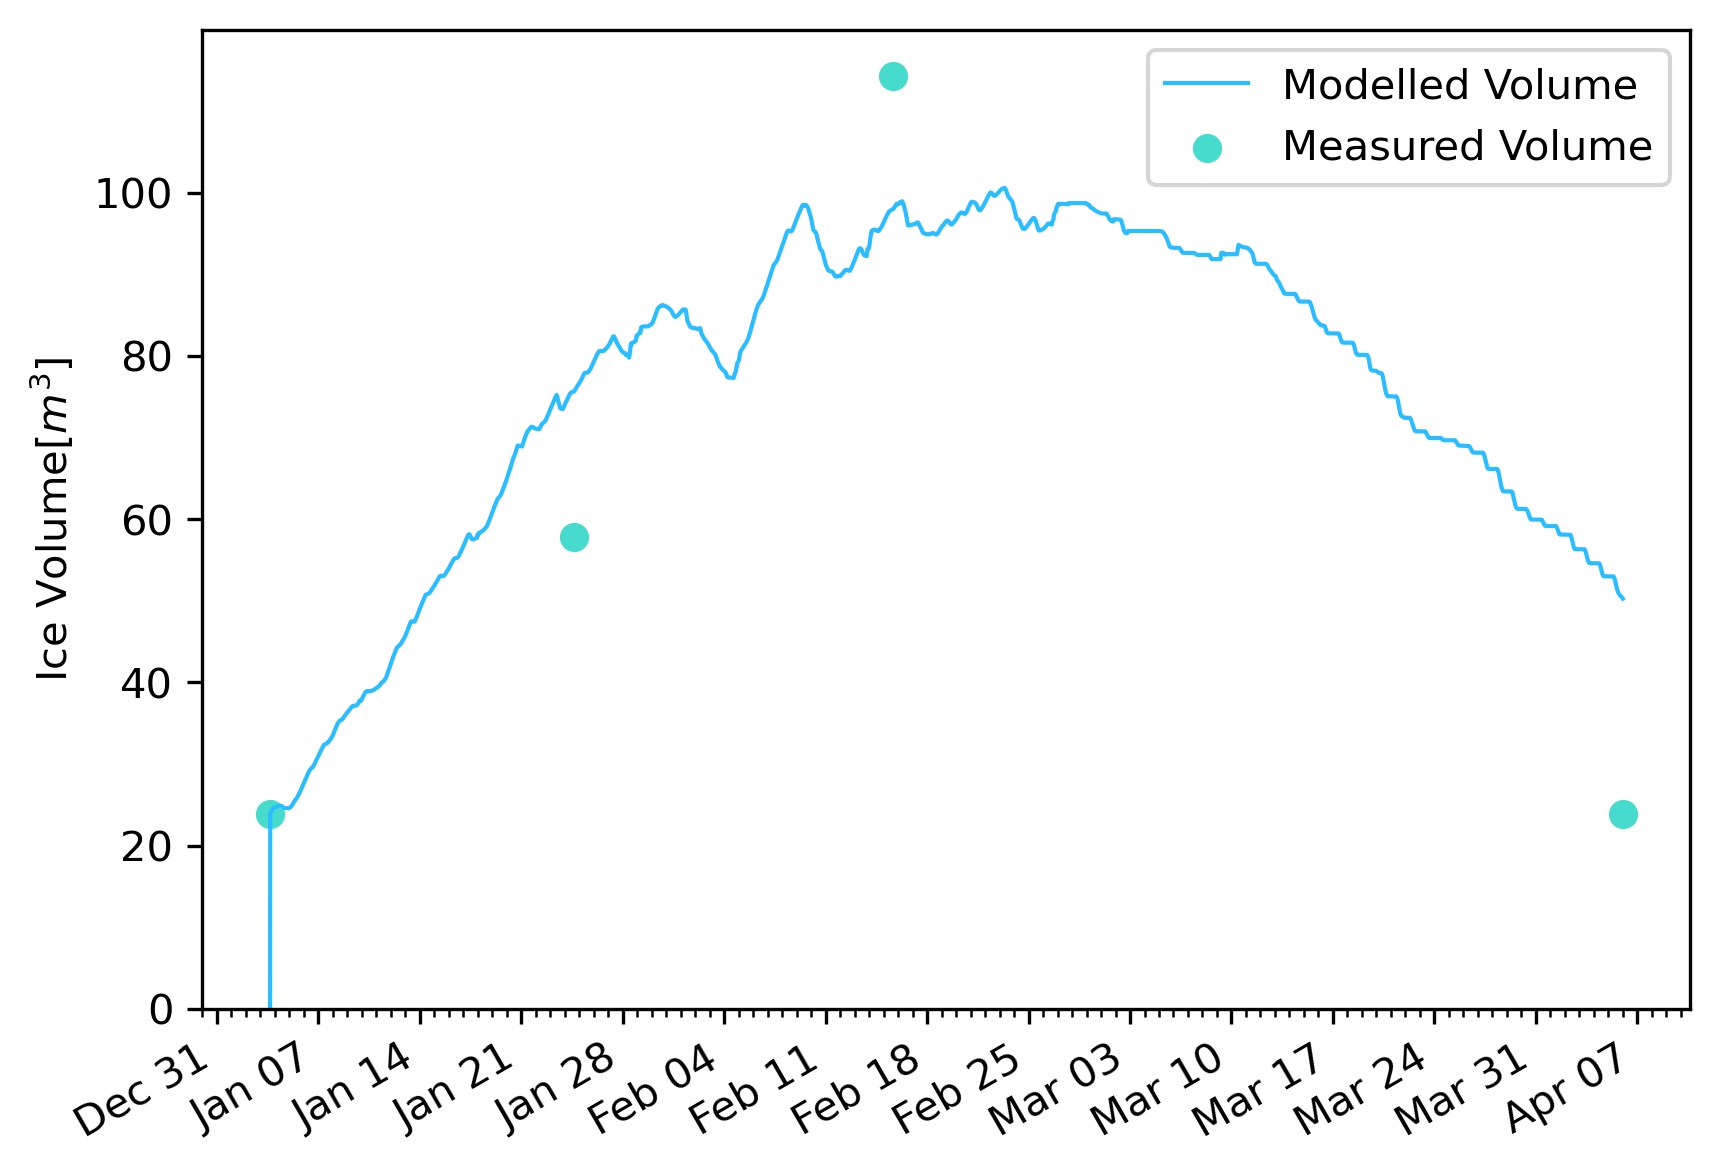 Modelled Volume
Measured Volume
Ice Volume[m³]
100
80
60
40
20
0
Dec 31
Jan 07
Jan 14
Jan 21
Jan 28
Feb 04
Feb 11
Feb 18
Feb 25
Mar 03
Mar 10
Mar 17
Mar 24
Mar 31
Apr 07